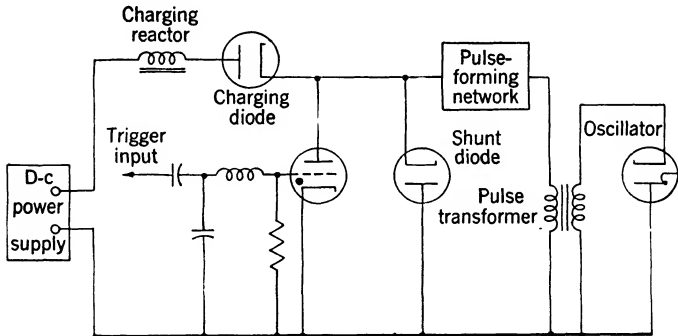 Charging
reactor
Charging
diode
Pulse-
forming
network
Trigger
input
Shunt
diode
Oscillator
D-c
power
supply
Pulse
transformer